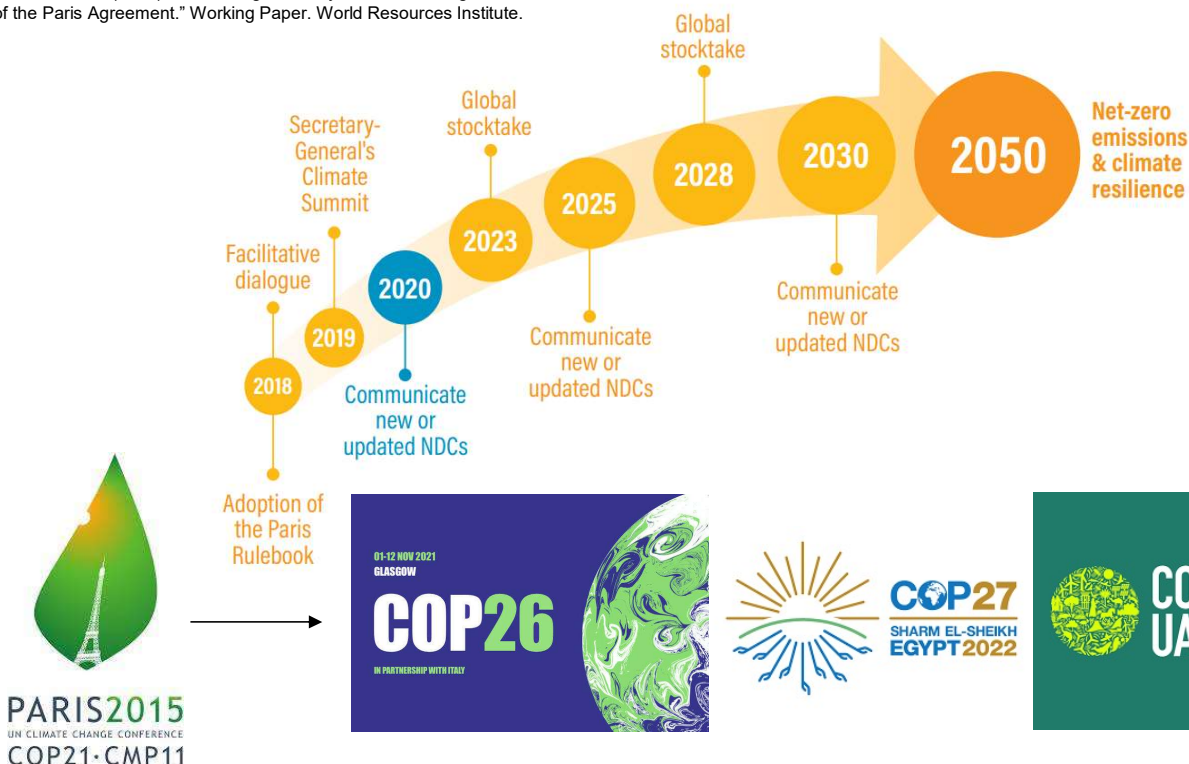 of the Paris Agreement.” Working Paper. World Resources Institute.
Global
stocktake
Secretary-
General's
Climate
Summit
Global
stocktake
Net-zero
emissions
& climate
resilience
2050
2030
2028
2025
2023
Facilitative
dialogue
2020
2019
2018
Communicate
new or
updated NDCs
Communicate
new or
updated NDCs
Communicate
new or
updated NDCs
Adoption of
the Paris
Rulebook
01-12 NOV 2021
GLASGOW
COP26
IN PARTNERSHIP WITH ITALY
COP27
SHARM EL-SHEIKH
EGYPT2022
CO
UA
PARIS2015
UN CLIMATE CHANGE CONFERENCE
COP21·CMP11